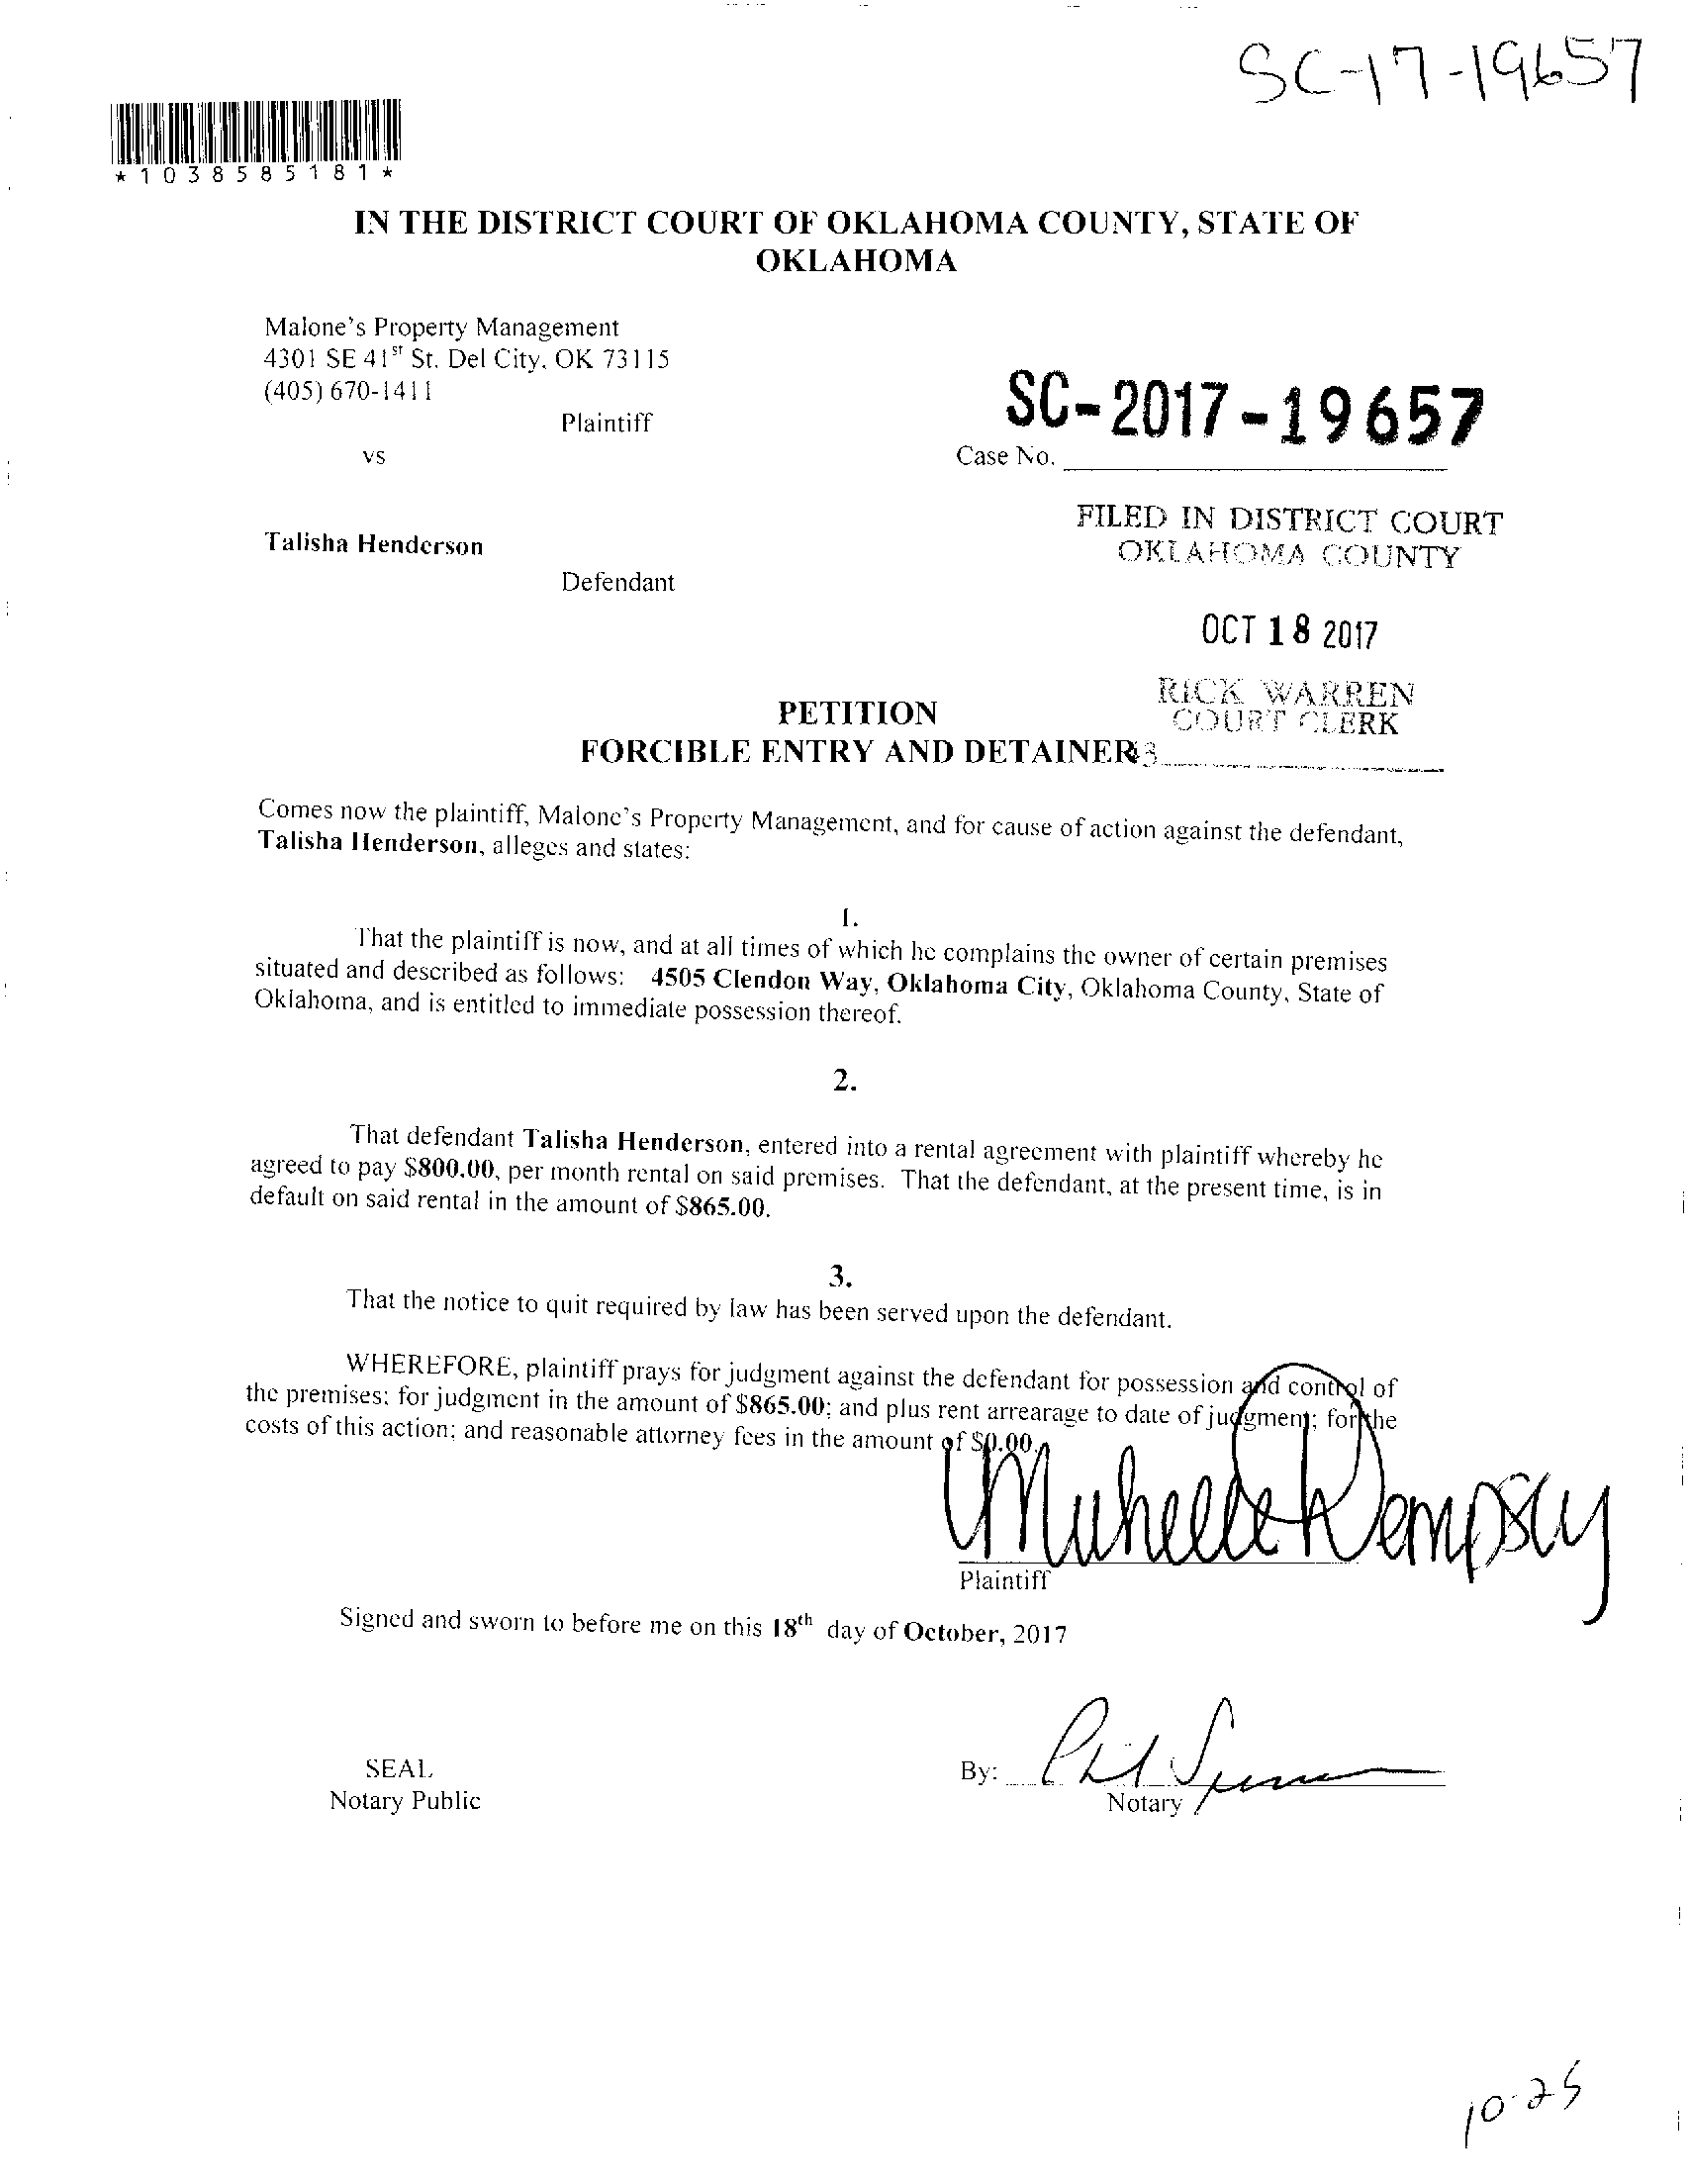 SC-17-19657
*1038585181*
IN THE DISTRICT COURT OF OKLAHOMA COUNTY, STATE OF
OKLAHOMA
Malone's Property Management
4301 SE 41ST St. Del City, OK 73115
(405) 670-1411
Plaintiff
SC-2017-19657
vs
Case No.
FILED IN DISTRICT COURT
OKLAHOMA COUNTY
Talisha Henderson
Defendant
OCT 18 2017
RICK WARREN
COURT CLERK
PETITION
FORCIBLE ENTRY AND DETAINER
Comes now the plaintiff, Malone's Property Management, and for cause of action against the defendant,
Talisha Henderson, alleges and states:
1.
That the plaintiff is now, and at all times of which he complains the owner of certain premises
situated and described as follows: 4505 Clendon Way, Oklahoma City, Oklahoma County, State of
Oklahoma, and is entitled to immediate possession thereof.
2.
That defendant Talisha Henderson, entered into a rental agreement with plaintiff whereby he
agreed to pay $800.00, per month rental on said premises. That the defendant, at the present time, is in
default on said rental in the amount of $865.00.
3.
That the notice to quit required by law has been served upon the defendant.
WHEREFORE, plaintiff prays for judgment against the defendant for possession and control of
the premises; for judgment in the amount of $865.00; and plus rent arrearage to date of judgment; for the
costs of this action; and reasonable attorney fees in the amount of $0.00.
Michelle Dempsey
Plaintiff
Signed and sworn to before me on this 18th day of October, 2017
SEAL
Notary Public
By:
Notary
10-25